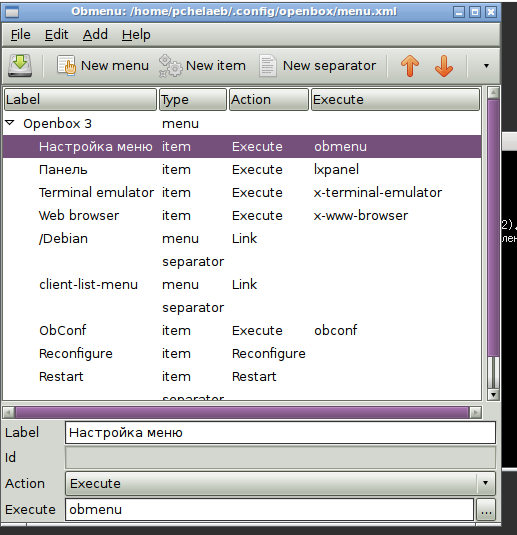 Obmenu: /home/pchelaeb/.config/openbox/menu.xml
File Edit Add Help
New menu New item New separator
Label Type Action Execute
Openbox 3 menu
Настройка меню item Execute obmenu
Панель item Execute lxpanel
Terminal emulator item Execute x-terminal-emulator
Web browser item Execute x-www-browser
/Debian menu Link
separator
client-list-menu menu Link
separator
ObConf item Execute obconf
Reconfigure item Reconfigure
Restart item Restart
separator
Label Настройка меню
Id
Action Execute
Execute obmenu ...
2),
лен